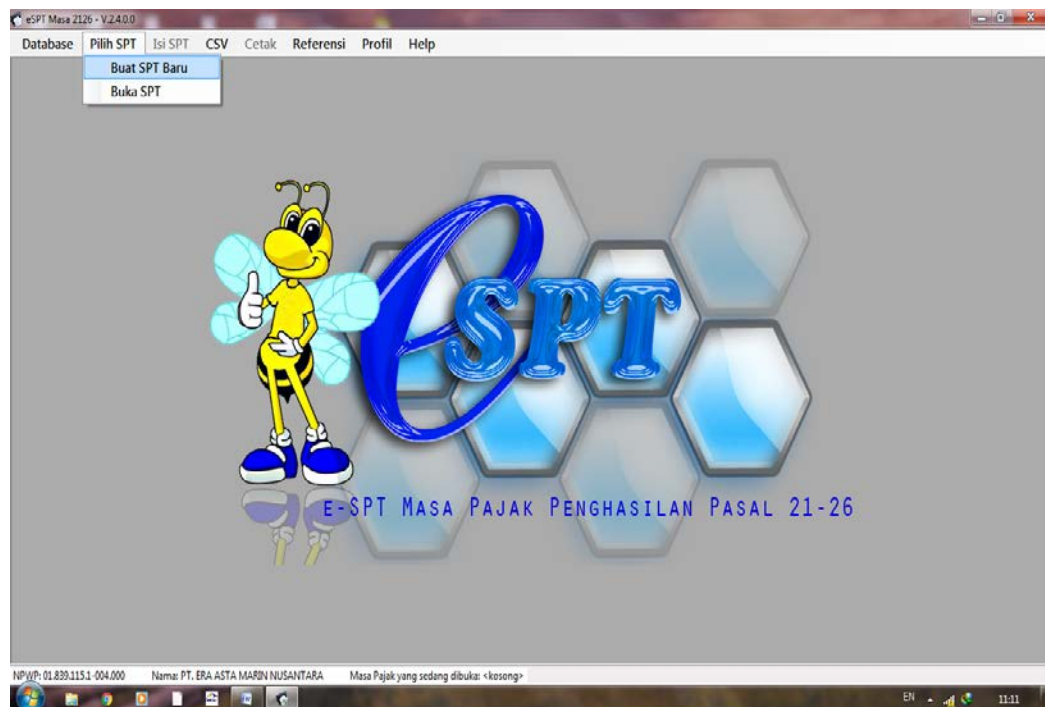 eSPT Masa 2126 - V.2.4.0.0
Database Pilih SPT Isi SPT CSV Cetak Referensi Profil Help
Buat SPT Baru
Buka SPT
eSPT
e-SPT Masa Pajak Penghasilan Pasal 21-26
NPWP: 01.839.115.1-004.000 Nama: PT. ERA ASTA MARIN NUSANTARA Masa Pajak yang sedang dibuka: <kosong>
EN 11:11